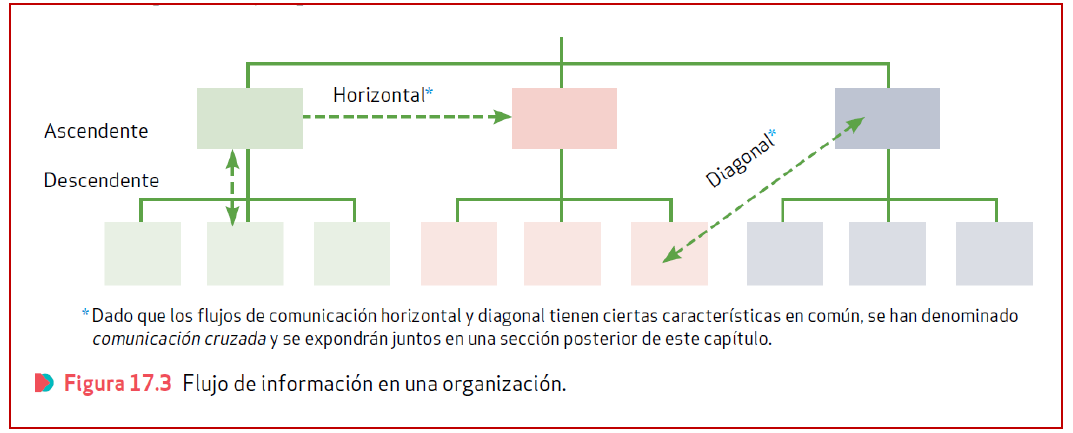 Horizontal*
Ascendente
Descendente
Diagonal*
* Dado que los flujos de comunicación horizontal y diagonal tienen ciertas características en común, se han denominado
comunicación cruzada y se expondrán juntos en una sección posterior de este capítulo.
Figura 17.3 Flujo de información en una organización.